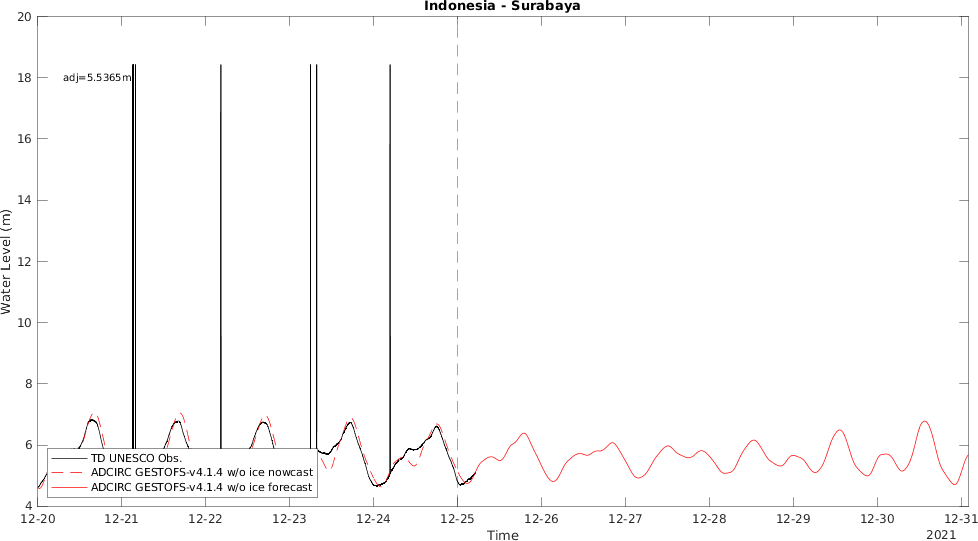 Indonesia - Surabaya
20
18
16
14
12
10
8
6
4
Water Level (m)
adj=5.5365m
TD UNESCO Obs.
ADCIRC GESTOFS-v4.1.4 w/o ice nowcast
ADCIRC GESTOFS-v4.1.4 w/o ice forecast
12-20 12-21 12-22 12-23 12-24 12-25 12-26 12-27 12-28 12-29 12-30 12-31
Time
2021